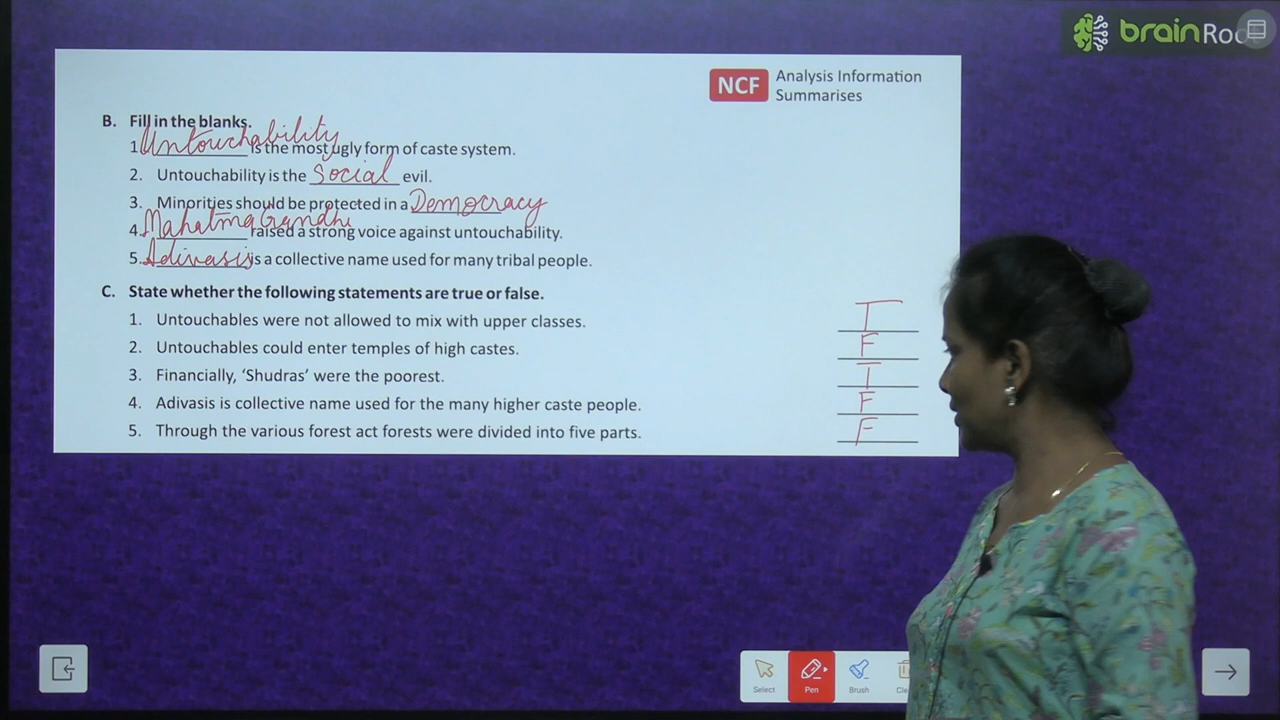 brainRoo
NCF Analysis Information
Summarises
B. Fill in the blanks.
1. Untouchability is the most ugly form of caste system.
2. Untouchability is the Social evil.
3. Minorities should be protected in a Democracy
4. Mahatma Gandhi raised a strong voice against untouchability.
5. Adivasis is a collective name used for many tribal people.
C. State whether the following statements are true or false.
1. Untouchables were not allowed to mix with upper classes. T
2. Untouchables could enter temples of high castes. F
3. Financially, ‘Shudras’ were the poorest. T
4. Adivasis is collective name used for the many higher caste people. F
5. Through the various forest act forests were divided into five parts. F
Select Pen Brush Cle